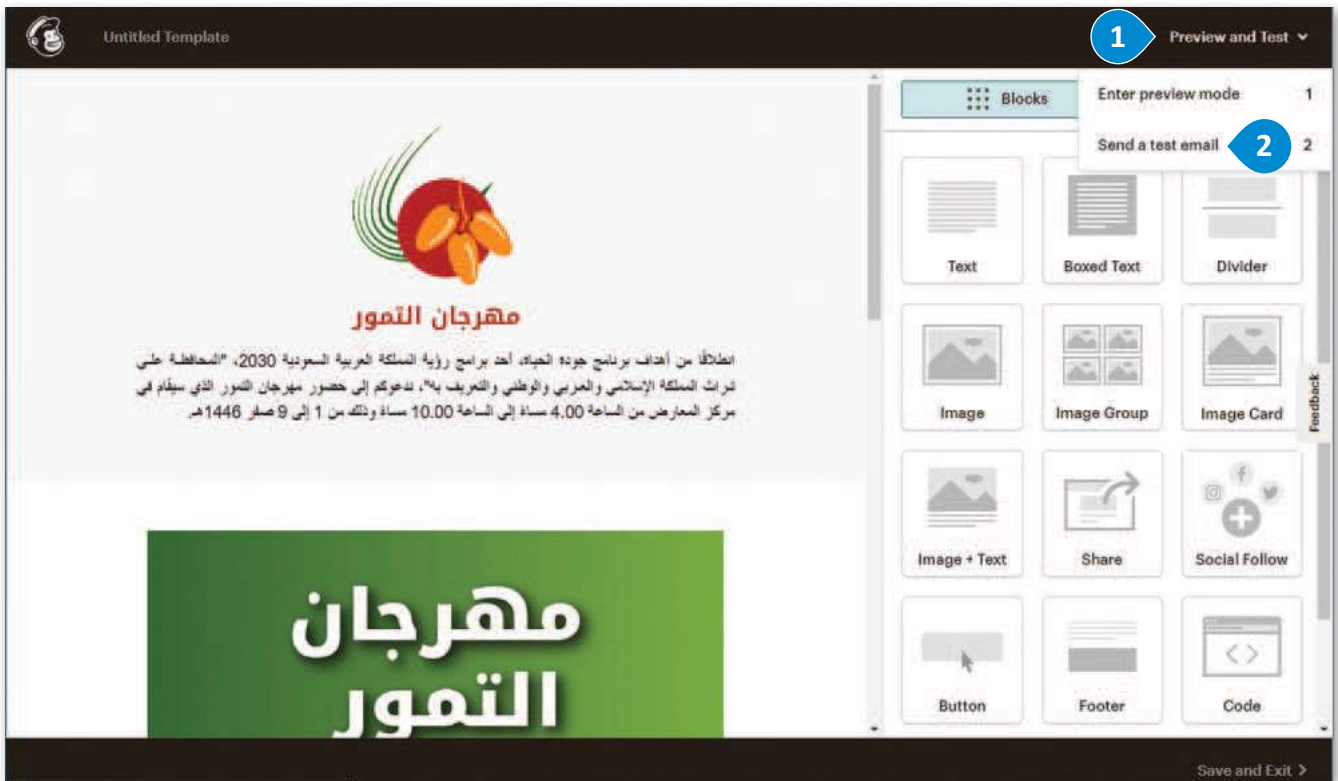 Untitled Template
1
Preview and Test
Blocks
Enter preview mode 1
Send a test email 2 2
مهرجان التمور
انطلاقًا من أهداف برنامج جودة الحياة، أحد برامج رؤية المملكة العربية السعودية 2030، "المحافظة على
تراث المملكة الإسلامي والعربي والوطني والتعريف به"، ندعوكم إلى حضور مهرجان التمور الذي سيقام في
مركز المعارض من الساعة 4.00 مساءً إلى الساعة 10.00 مساءً وذلك من 1 إلى 9 صفر 1446هـ.
Text Boxed Text Divider
Image Image Group Image Card
Feedback
Image + Text Share Social Follow
مهرجان
التمور
Button Footer Code
Save and Exit >